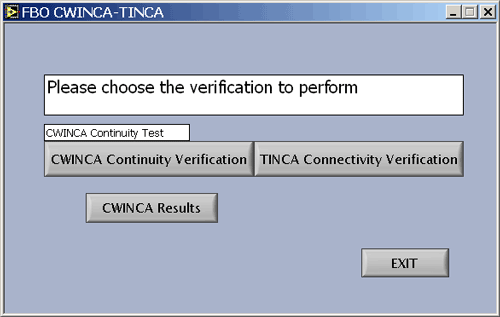 FBO CWINCA-TINCA
Please choose the verification to perform
CWINCA Continuity Test
CWINCA Continuity Verification
TINCA Connectivity Verification
CWINCA Results
EXIT